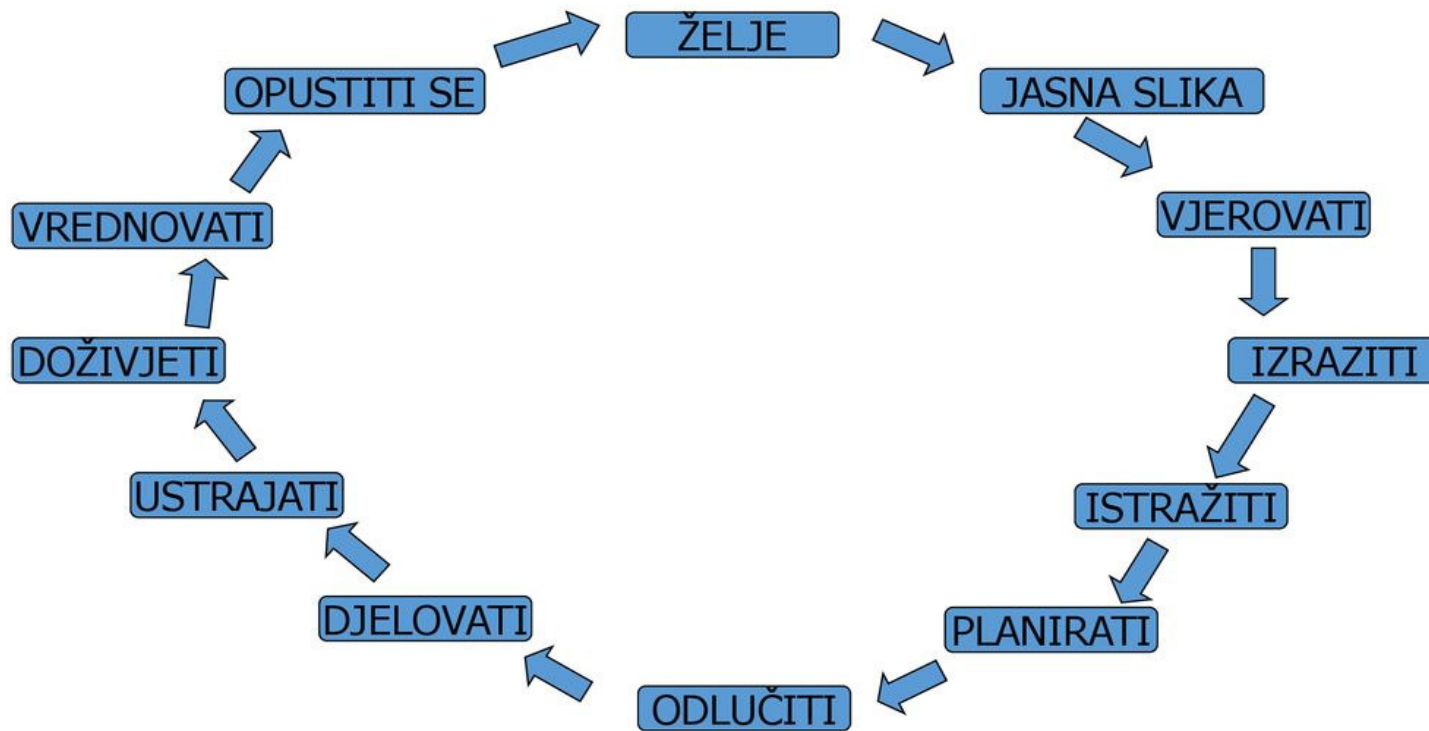 ŽELJE
JASNA SLIKA
VJEROVATI
IZRAZITI
ISTRAŽITI
PLANIRATI
ODLUČITI
DJELOVATI
USTRAJATI
DOŽIVJETI
VREDNOVATI
OPUSTITI SE